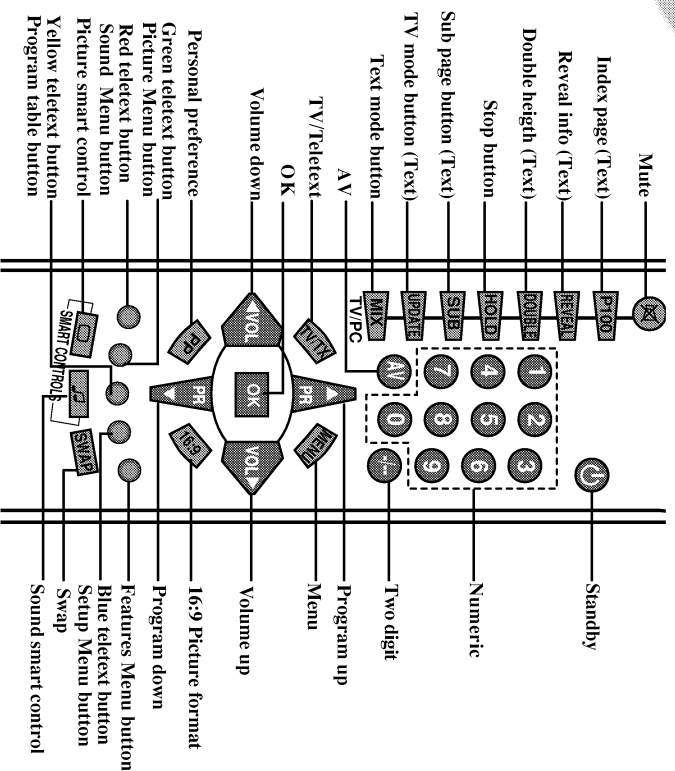 Mute
Index page (Text)
Reveal info (Text)
Double heigth (Text)
Stop button
Sub page button (Text)
TV mode button (Text)
Text mode button
AV
TV/Teletext
OK
Volume down
Personal preference
Green teletext button
Picture Menu button
Red teletext button
Sound Menu button
Picture smart control
Yellow teletext button
Program table button
P100
REVEAL
DOUBLE
HOLD
SUB
UPDATE
MIX
TV/PC
1 2 3
4 5 6
7 8 9
AV 0 -/--
TV/TX
PR
MENU
VOL
OK
VOL
PP
PR
16:9
SMART CONTROLS
SWAP
Standby
Numeric
Two digit
Program up
Menu
Volume up
16:9 Picture format
Program down
Features Menu button
Blue teletext button
Setup Menu button
Swap
Sound smart control